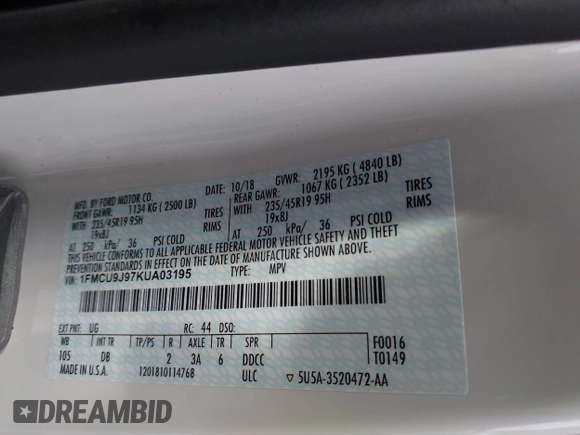 MFD. BY FORD MOTOR CO.
DATE: 10/18 GVWR: 2195 KG ( 4840 LB)
FRONT GAWR: 1134 KG ( 2500 LB) REAR GAWR: 1067 KG ( 2352 LB)
WITH 235/45R19 95H TIRES WITH 235/45R19 95H TIRES
19x8J RIMS 19x8J RIMS
AT 250 kPa/ 36 PSI COLD AT 250 kPa/ 36 PSI COLD
THIS VEHICLE CONFORMS TO ALL APPLICABLE FEDERAL MOTOR VEHICLE SAFETY AND THEFT
PREVENTION STANDARDS IN EFFECT ON THE DATE OF MANUFACTURE SHOWN ABOVE.
VIN: 1FMCU9J97KUA03195 TYPE: MPV
EXT PNT: UG RC: 44 DSO:
WB INT TR TP/PS R AXLE TR SPR F0016
105 DB 2 3A 6 DDCC T0149
MADE IN U.S.A. 1201810114768 ULC 5U5A-3520472-AA
DREAMBID